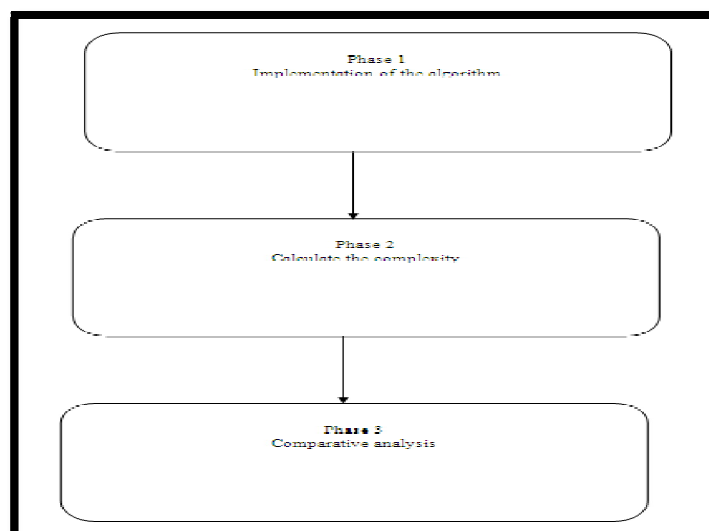 Phase 1
Implementation of the algorithm
Phase 2
Calculate the complexity
Phase 3
Comparative analysis